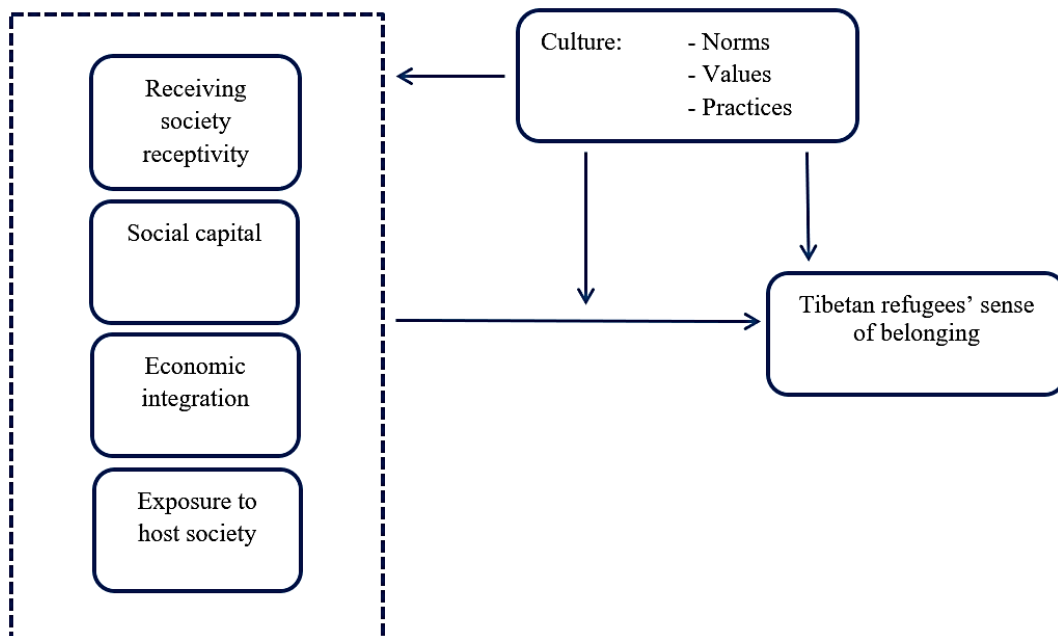 Receiving
society
receptivity
Social capital
Economic
integration
Exposure to
host society
Culture: - Norms
- Values
- Practices
Tibetan refugees’ sense
of belonging